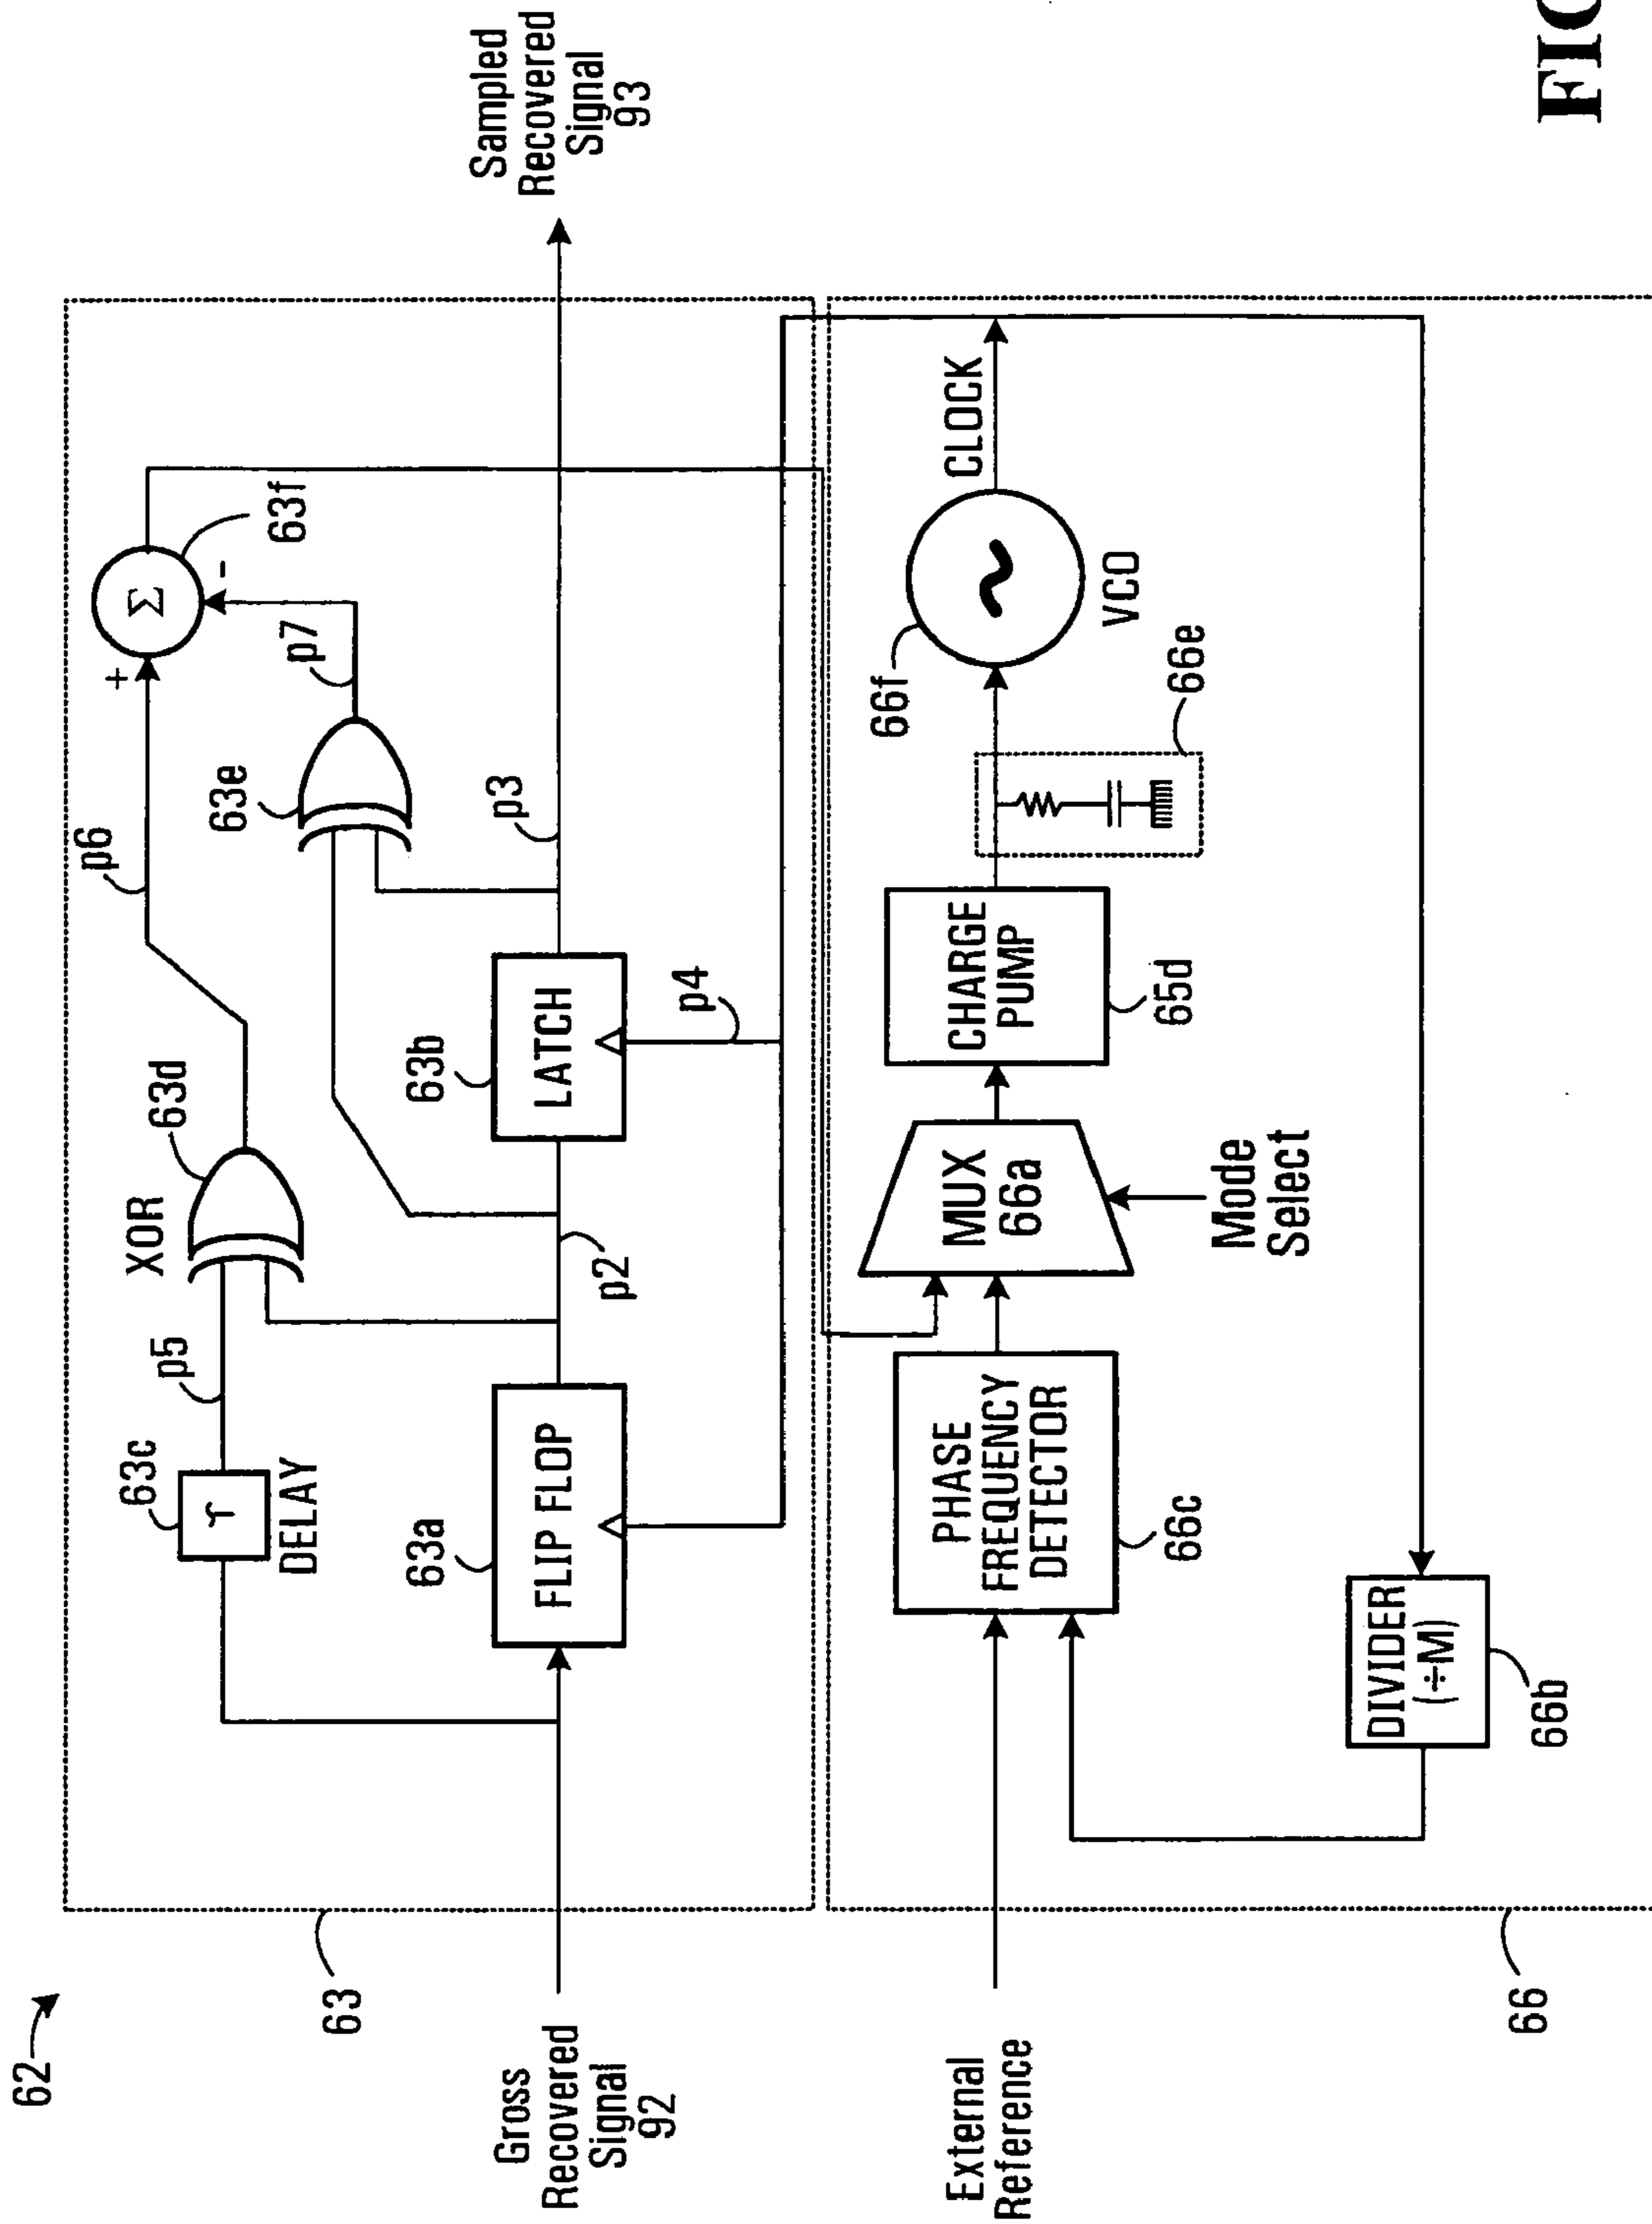 62
63
Gross
Recovered
Signal
92
63c
τ
DELAY
p5
XOR
63d
p6
+
Σ
-
63f
p7
63e
63a
FLIP FLOP
p2
63b
LATCH
p4
p3
Sampled
Recovered
Signal
93
External
Reference
PHASE
FREQUENCY
DETECTOR
66c
MUX
66a
Mode
Select
CHARGE
PUMP
65d
66e
66f
VCO
CLOCK
DIVIDER
(÷M)
66b
66